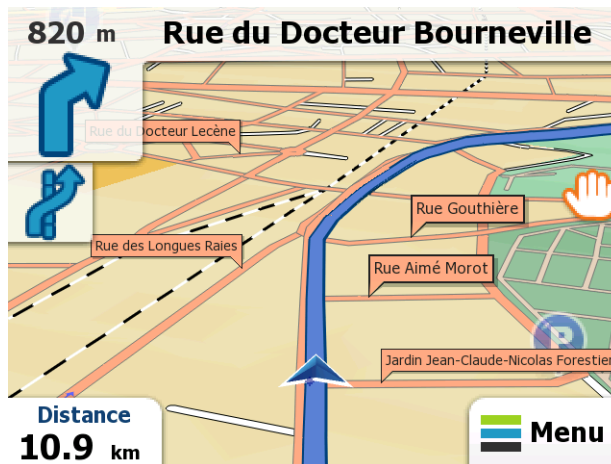 820 m
Rue du Docteur Bourneville
Rue du Docteur Lecène
Rue Gouthière
Rue des Longues Raies
Rue Aimé Morot
P
Jardin Jean-Claude-Nicolas Forestier
Distance
10.9 km
Menu